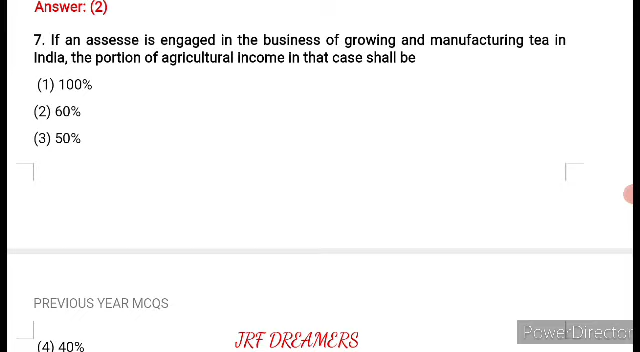 Answer: (2)
7. If an assesse is engaged in the business of growing and manufacturing tea in
India, the portion of agricultural income in that case shall be
(1) 100%
(2) 60%
(3) 50%
PREVIOUS YEAR MCQS
JRF DREAMERS
PowerDirector
(4) 40%